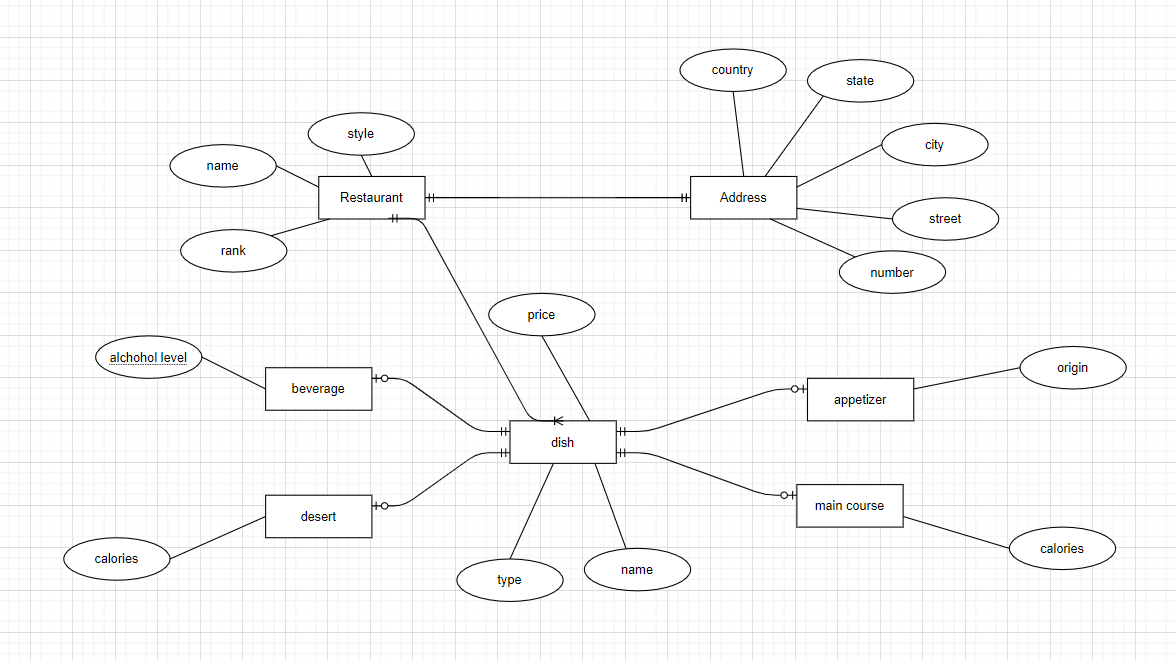 country
state
style
city
name
Restaurant
Address
street
rank
number
price
alchohol level
origin
beverage
appetizer
dish
main course
desert
calories
calories
name
type